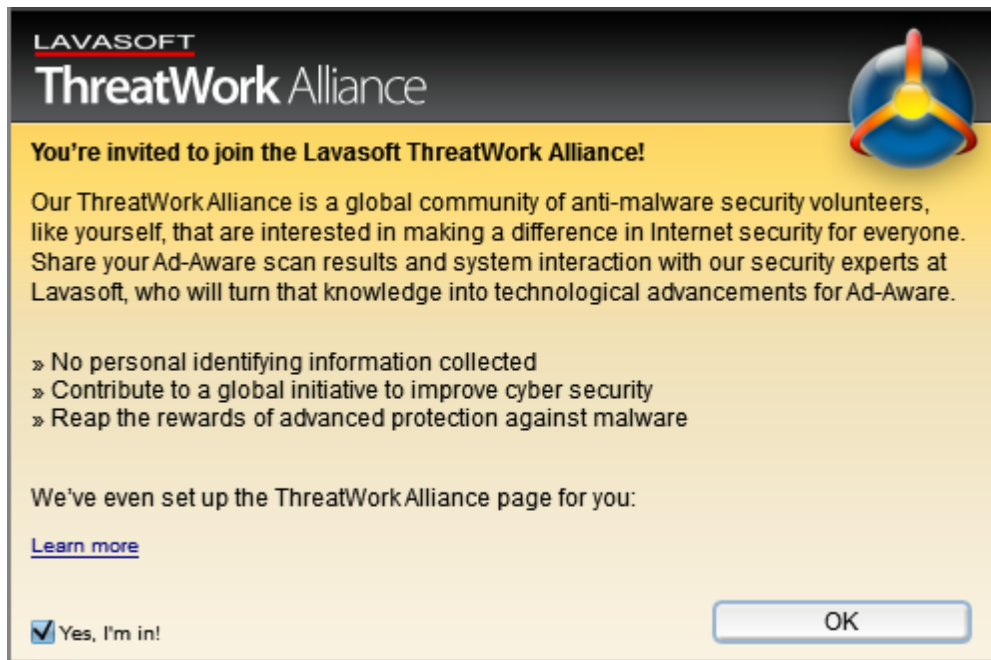 LAVASOFT
ThreatWork Alliance
You're invited to join the Lavasoft ThreatWork Alliance!
Our ThreatWork Alliance is a global community of anti-malware security volunteers,
like yourself, that are interested in making a difference in Internet security for everyone.
Share your Ad-Aware scan results and system interaction with our security experts at
Lavasoft, who will turn that knowledge into technological advancements for Ad-Aware.
» No personal identifying information collected
» Contribute to a global initiative to improve cyber security
» Reap the rewards of advanced protection against malware
We've even set up the ThreatWork Alliance page for you:
Learn more
Yes, I'm in!
OK